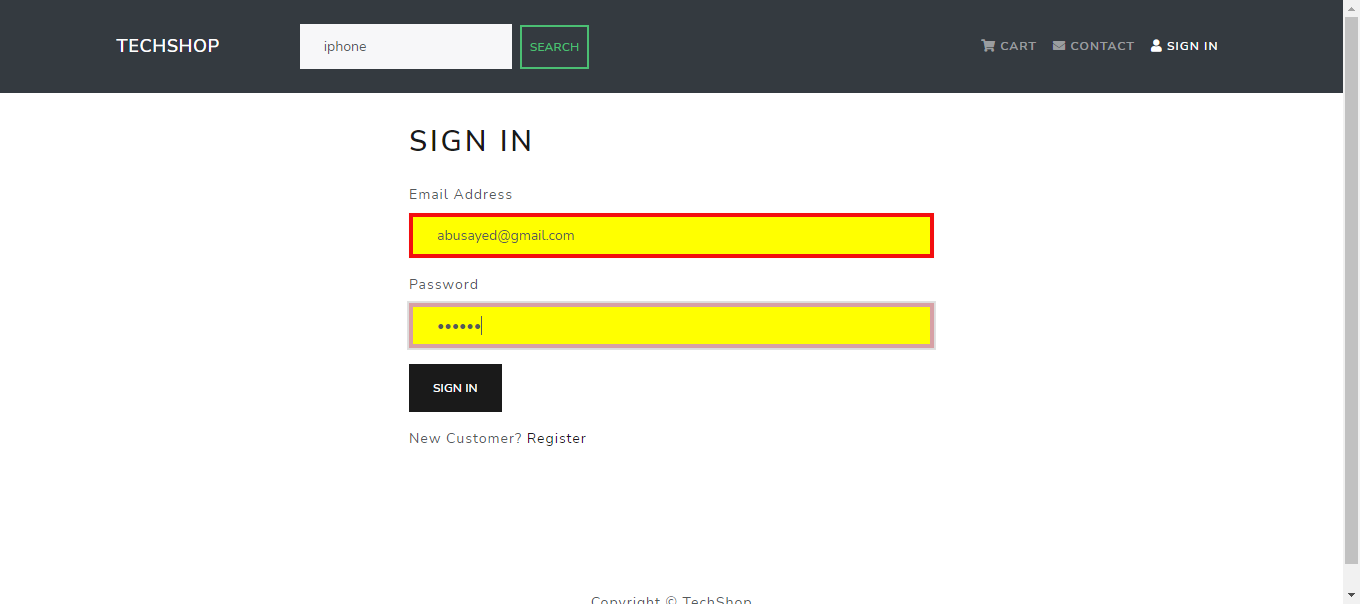 TECHSHOP
iphone
SEARCH
CART
CONTACT
SIGN IN
SIGN IN
Email Address
abusayed@gmail.com
Password
••••••
SIGN IN
New Customer? Register
Copyright © TechShop